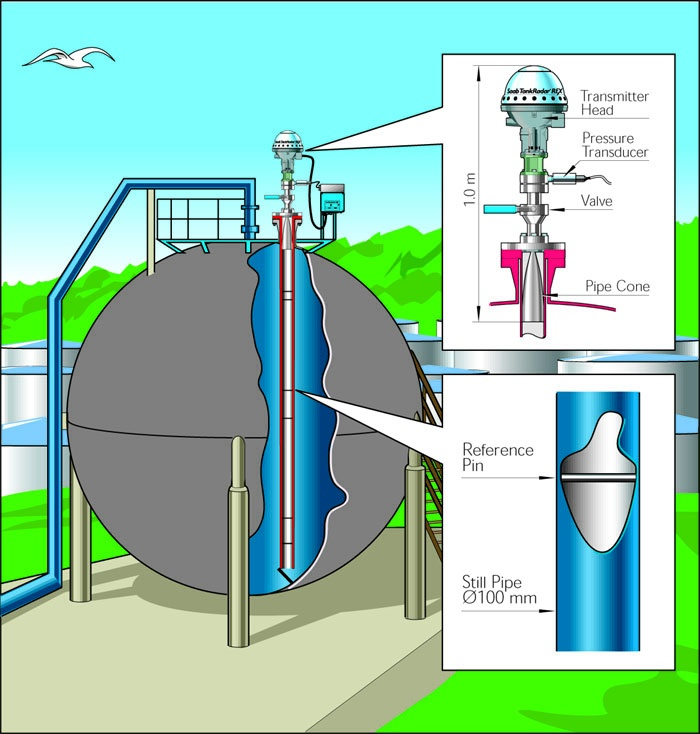 Saab TankRadar REX
Transmitter
Head
Pressure
Transducer
1.0 m
Valve
Pipe Cone
Reference
Pin
Still Pipe
Ø100 mm